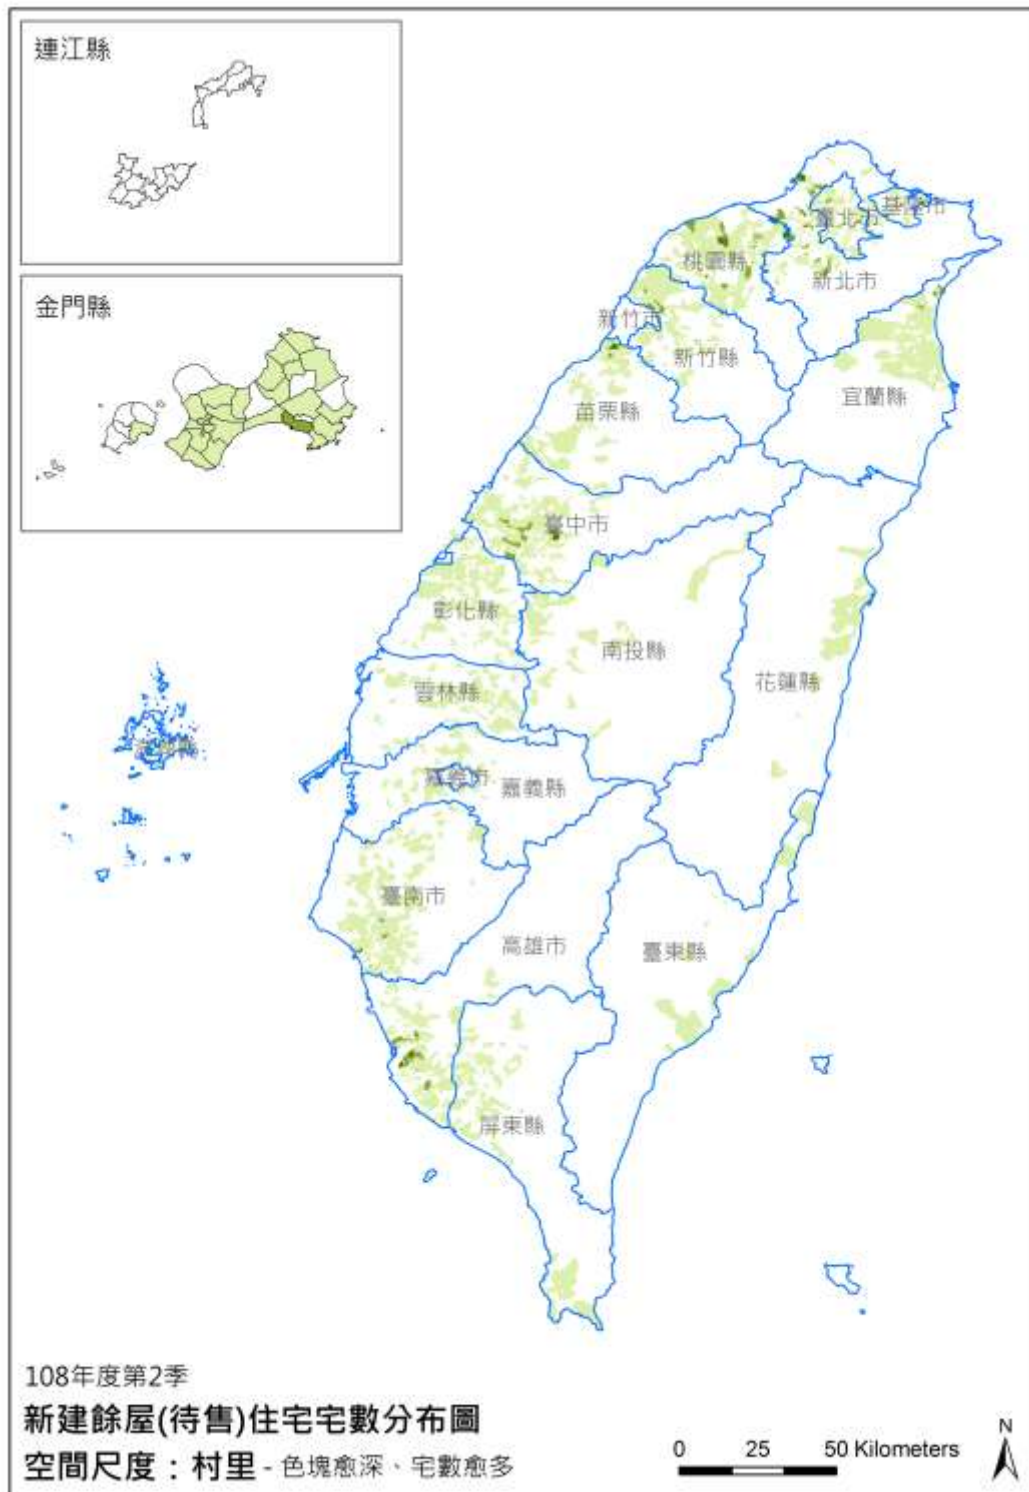 連江縣
金門縣
基隆市
臺北市
桃園縣
新北市
新竹市
新竹縣
宜蘭縣
苗栗縣
臺中市
彰化縣
南投縣
花蓮縣
雲林縣
嘉義市
嘉義縣
臺南市
高雄市
臺東縣
屏東縣
108年度第2季
新建餘屋(待售)住宅宅數分布圖
空間尺度：村里 - 色塊愈深、宅數愈多
0 25 50 Kilometers
N